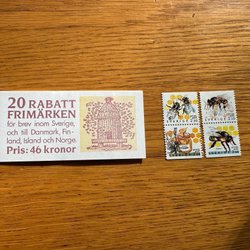 20 RABATT
FRIMÄRKEN
för brev inom Sverige,
och till Danmark, Fin-
land, Island och Norge.
Pris: 46 kronor